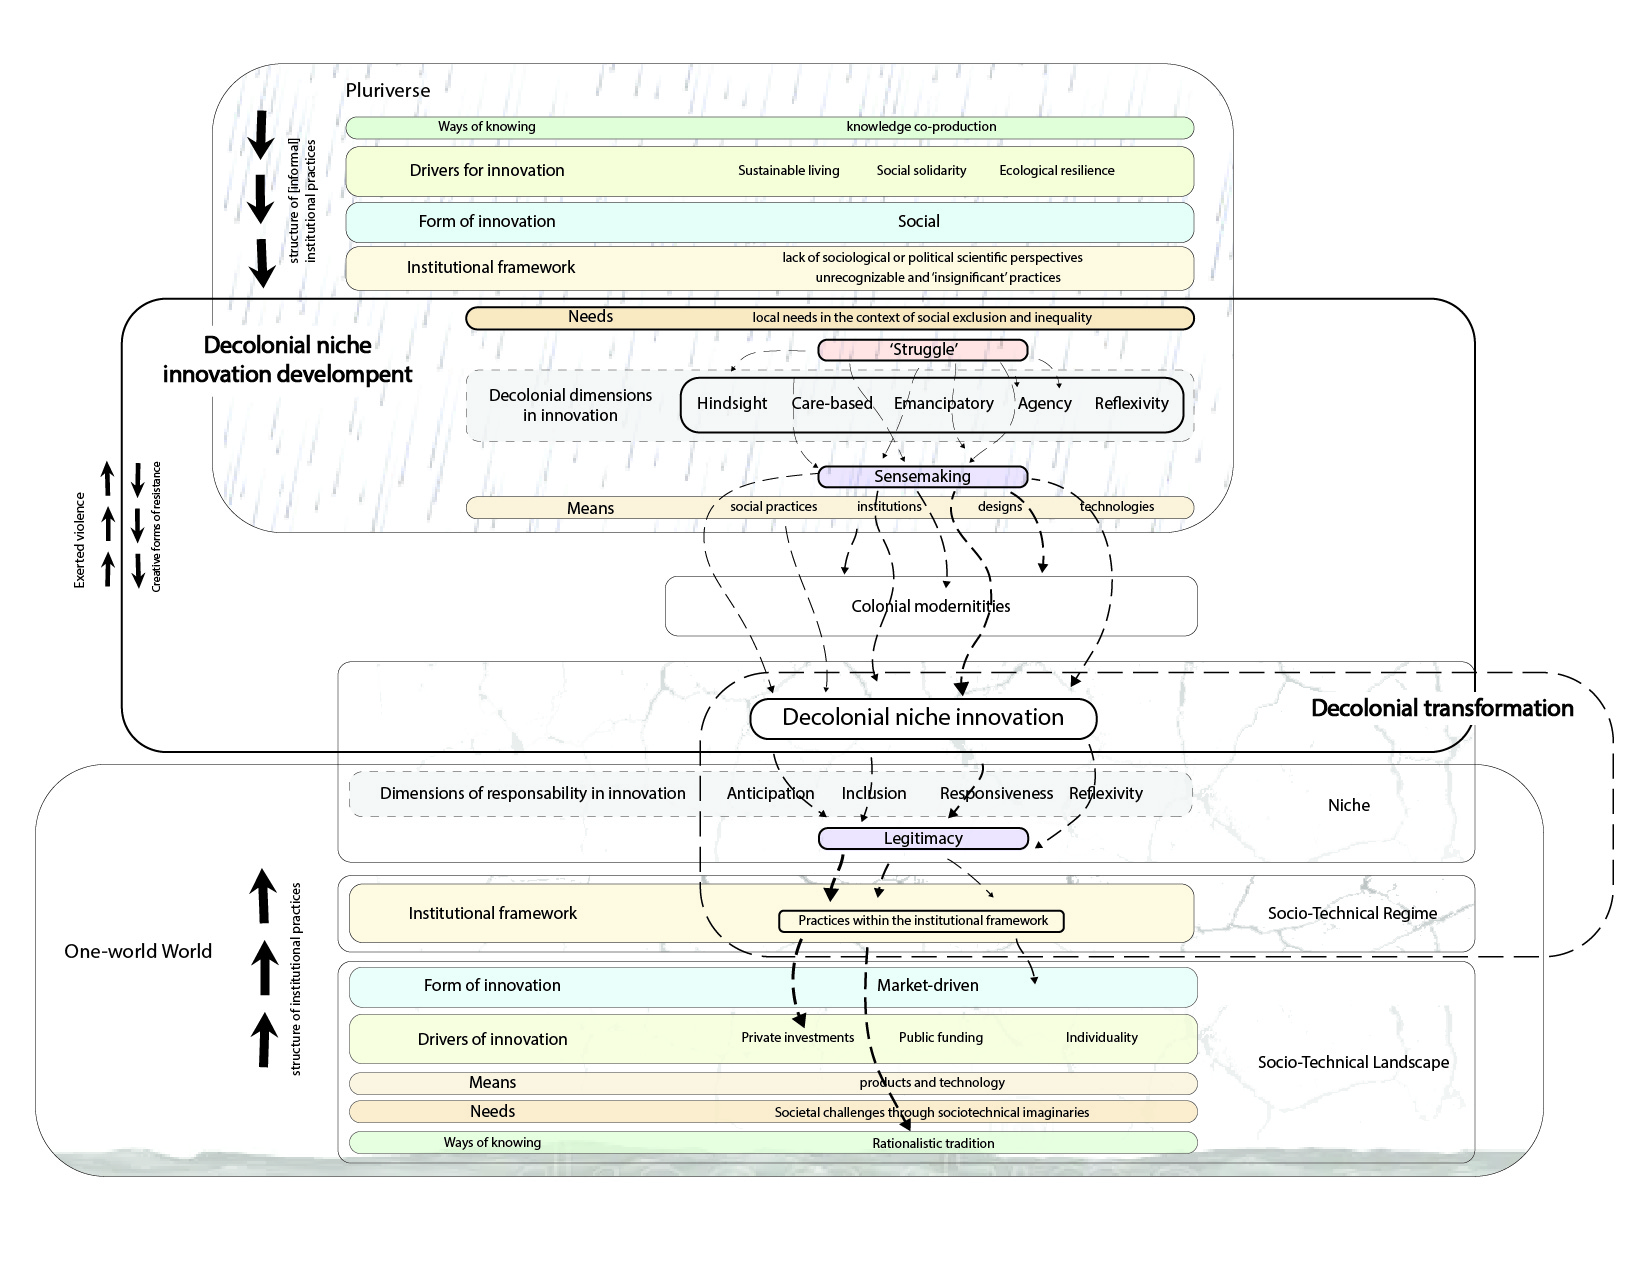 Pluriverse
Ways of knowing
knowledge co-production
Drivers for innovation
Sustainable living
Social solidarity
Ecological resilience
structure of [informal]
institutional practices
Form of innovation
Social
Institutional framework
lack of sociological or political scientific perspectives
unrecognizable and 'insignificant' practices
Needs
local needs in the context of social exclusion and inequality
Decolonial niche
innovation develompent
'Struggle'
Decolonial dimensions
in innovation
Hindsight
Care-based
Emancipatory
Agency
Reflexivity
Sensemaking
Means
social practices
institutions
designs
technologies
Exerted violence
Creative forms of resistance
Colonial modernitities
Decolonial niche innovation
Decolonial transformation
Dimensions of responsability in innovation
Anticipation
Inclusion
Responsiveness
Reflexivity
Niche
Legitimacy
Institutional framework
Practices within the institutional framework
Socio-Technical Regime
One-world World
structure of institutional practices
Form of innovation
Market-driven
Drivers of innovation
Private investments
Public funding
Individuality
Socio-Technical Landscape
Means
products and technology
Needs
Societal challenges through sociotechnical imaginaries
Ways of knowing
Rationalistic tradition